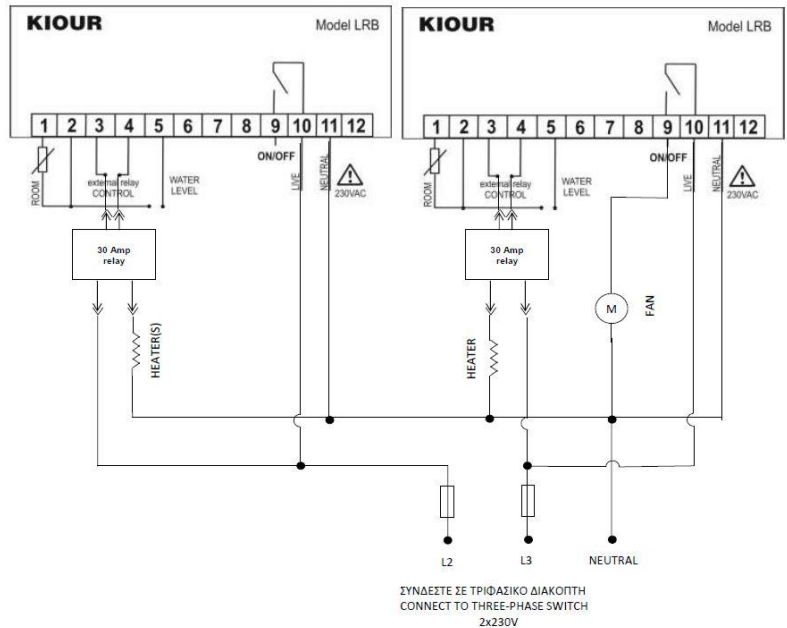 KIOUR
Model LRB
1 2 3 4 5 6 7 8 9 10 11 12
ROOM
external relay
CONTROL
WATER
LEVEL
ON/OFF
LIVE
NEUTRAL
230VAC
30 Amp
relay
HEATER(S)
KIOUR
Model LRB
1 2 3 4 5 6 7 8 9 10 11 12
ROOM
external relay
CONTROL
WATER
LEVEL
ON/OFF
LIVE
NEUTRAL
230VAC
30 Amp
relay
HEATER
M
FAN
L2
L3
NEUTRAL
ΣΥΝΔΕΣΤΕ ΣΕ ΤΡΙΦΑΣΙΚΟ ΔΙΑΚΟΠΤΗ
CONNECT TO THREE-PHASE SWITCH
2x230V